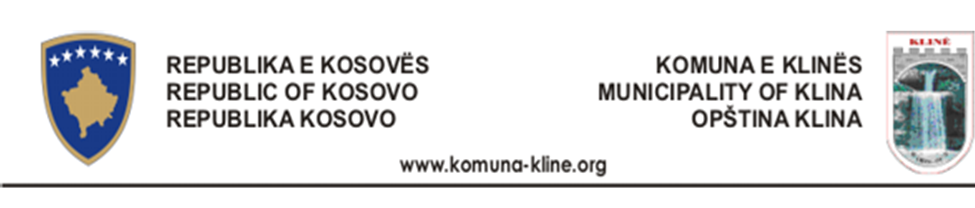 REPUBLIKA E KOSOVËS
REPUBLIC OF KOSOVO
REPUBLIKA KOSOVO
KOMUNA E KLINËS
MUNICIPALITY OF KLINA
OPŠTINA KLINA
KLINË
www.komuna-kline.org